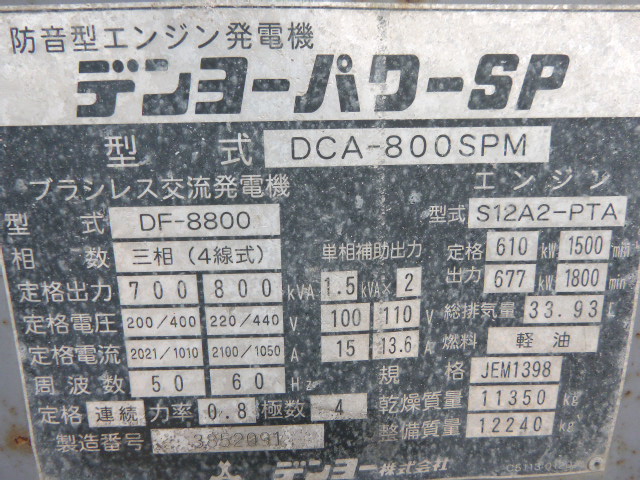 防音型エンジン発電機
デンヨーパワーSP
型式 DCA-800SPM
ブラシレス交流発電機 エンジン
型式 DF-8800 型式 S12A2-PTA
相数 三相(4線式) 単相補助出力 定格 610 kW 1500 min
定格出力 700 800 kVA 1.5 kVA×2 出力 677 kW 1800 min
定格電圧 200/400 220/440 V 100 110 V 総排気量 33.93 L
定格電流 2021/1010 2100/1050 A 15 13.6 A 燃料 軽油
周波数 50 60 Hz 規格 JEM1398
定格 連続 力率 0.8 極数 4 乾燥質量 11350 kg
製造番号 3852091 整備質量 12240 kg
デンヨー株式会社